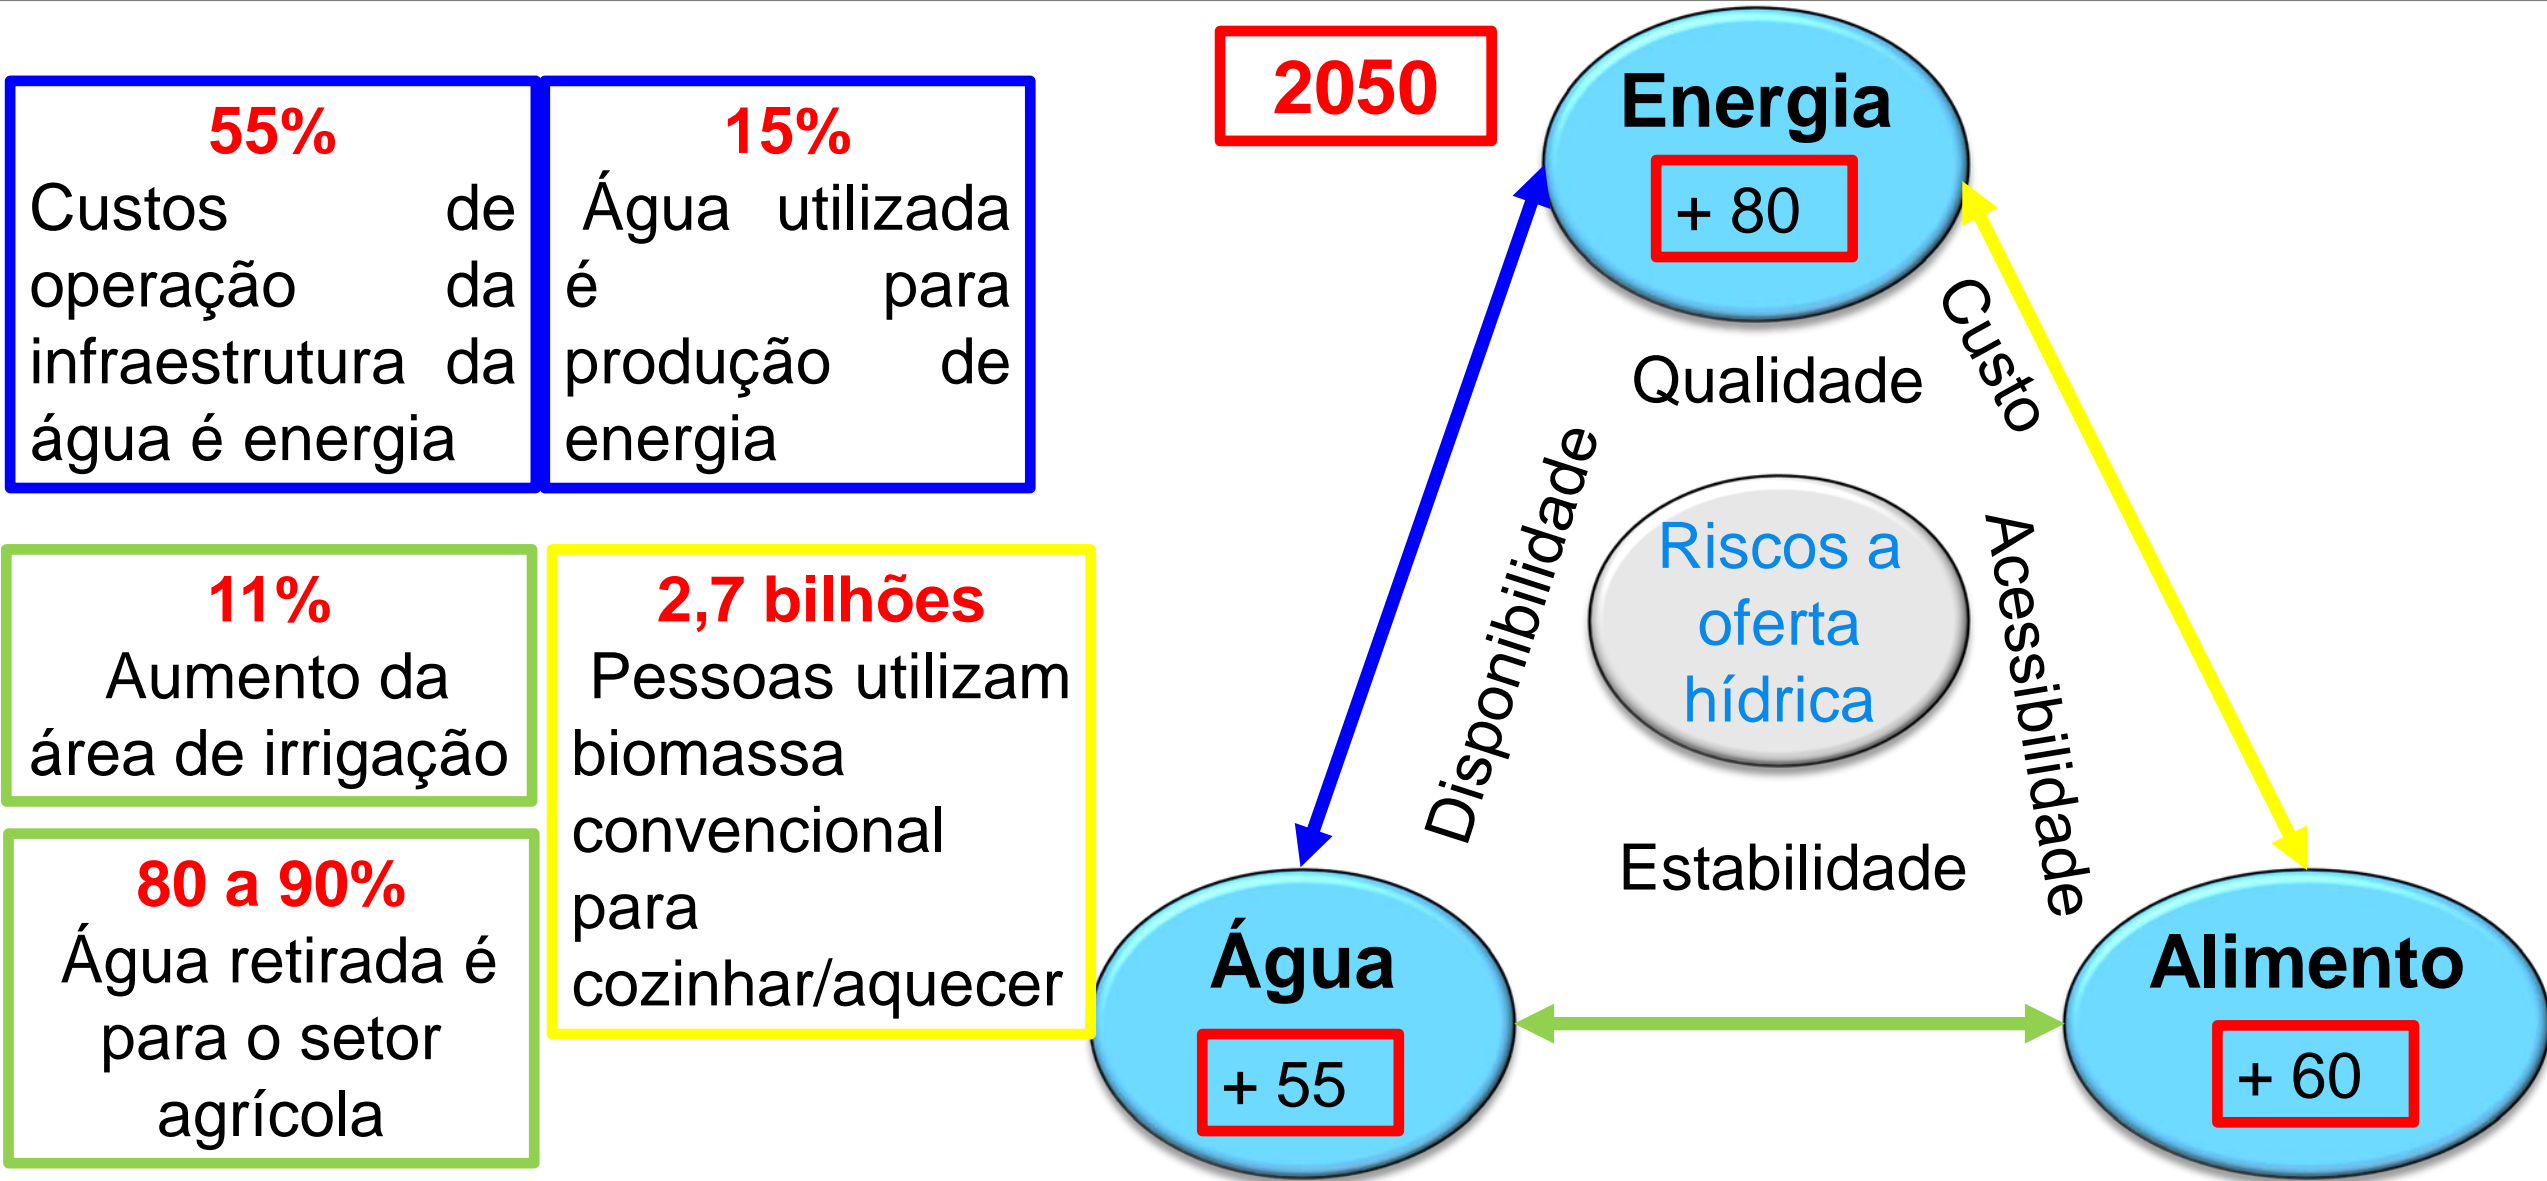 55%
Custos de
operação da
infraestrutura da
água é energia
15%
Água utilizada
é para
produção de
energia
11%
Aumento da
área de irrigação
80 a 90%
Água retirada é
para o setor
agrícola
2,7 bilhões
Pessoas utilizam
biomassa
convencional
para
cozinhar/aquecer
2050
Energia
+ 80
Qualidade
Custo
Disponibilidade
Riscos a
oferta
hídrica
Acessibilidade
Estabilidade
Água
+ 55
Alimento
+ 60